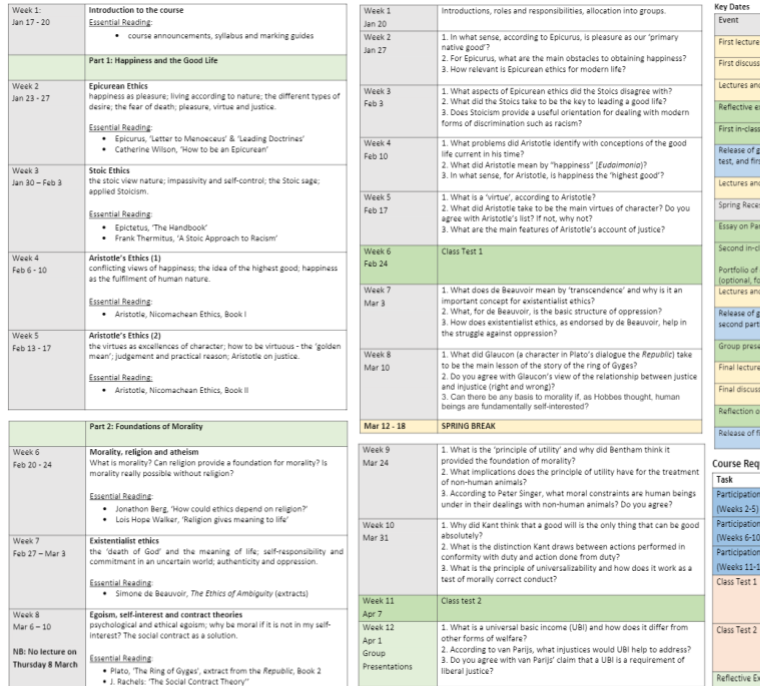 Week 1:
Jan 17 - 20
Introduction to the course
Essential Reading:
• course announcements, syllabus and marking guides
Part 1: Happiness and the Good Life
Week 2
Jan 23 - 27
Epicurean Ethics
happiness as pleasure; living according to nature; the different types of
desire; the fear of death; pleasure, virtue and justice.
Essential Reading:
• Epicurus, 'Letter to Menoeceus' & 'Leading Doctrines'
• Catherine Wilson, 'How to be an Epicurean'
Week 3
Jan 30 – Feb 3
Stoic Ethics
the stoic view nature; impassivity and self-control; the Stoic sage;
applied Stoicism.
Essential Reading:
• Epictetus, 'The Handbook'
• Frank Thermitus, 'A Stoic Approach to Racism'
Week 4
Feb 6 - 10
Aristotle's Ethics (1)
conflicting views of happiness; the idea of the highest good; happiness
as the fulfilment of human nature.
Essential Reading:
• Aristotle, Nicomachean Ethics, Book I
Week 5
Feb 13 - 17
Aristotle's Ethics (2)
the virtues as excellences of character; how to be virtuous - the 'golden
mean'; judgement and practical reason; Aristotle on justice.
Essential Reading:
• Aristotle, Nicomachean Ethics, Book II
Part 2: Foundations of Morality
Week 6
Feb 20 - 24
Morality, religion and atheism
What is morality? Can religion provide a foundation for morality? Is
morality really possible without religion?
Essential Reading:
• Jonathon Berg, 'How could ethics depend on religion?'
• Lois Hope Walker, 'Religion gives meaning to life'
Week 7
Feb 27 – Mar 3
Existentialist ethics
the 'death of God' and the meaning of life; self-responsibility and
commitment in an uncertain world; authenticity and oppression.
Essential Reading:
• Simone de Beauvoir, The Ethics of Ambiguity (extracts)
Week 8
Mar 6 – 10
NB: No lecture on
Thursday 8 March
Egoism, self-interest and contract theories
psychological and ethical egoism; why be moral if it is not in my self-
interest? The social contract as a solution.
Essential Reading:
• Plato, 'The Ring of Gyges', extract from the Republic, Book 2
• J. Rachels: 'The Social Contract Theory"
Week 1
Jan 20
Introductions, roles and responsibilities, allocation into groups.
Week 2
Jan 27
1. In what sense, according to Epicurus, is pleasure as our 'primary
native good'?
2. For Epicurus, what are the main obstacles to obtaining happiness?
3. How relevant is Epicurean ethics for modern life?
Week 3
Feb 3
1. What aspects of Epicurean ethics did the Stoics disagree with?
2. What did the Stoics take to be the key to leading a good life?
3. Does Stoicism provide a useful orientation for dealing with modern
forms of discrimination such as racism?
Week 4
Feb 10
1. What problems did Aristotle identify with conceptions of the good
life current in his time?
2. What did Aristotle mean by "happiness" [Eudaimonia]?
3. In what sense, for Aristotle, is happiness the 'highest good'?
Week 5
Feb 17
1. What is a 'virtue', according to Aristotle?
2. What did Aristotle take to be the main virtues of character? Do you
agree with Aristotle's list? If not, why not?
3. What are the main features of Aristotle's account of justice?
Week 6
Feb 24
Class Test 1
Week 7
Mar 3
1. What does de Beauvoir mean by 'transcendence' and why is it an
important concept for existentialist ethics?
2. What, for de Beauvoir, is the basic structure of oppression?
3. How does existentialist ethics, as endorsed by de Beauvoir, help in
the struggle against oppression?
Week 8
Mar 10
1. What did Glaucon (a character in Plato's dialogue the Republic) take
to be the main lesson of the story of the ring of Gyges?
2. Do you agree with Glaucon's view of the relationship between justice
and injustice (right and wrong)?
3. Can there be any basis to morality if, as Hobbes thought, human
beings are fundamentally self-interested?
Mar 12 - 18
SPRING BREAK
Week 9
Mar 24
1. What is the 'principle of utility' and why did Bentham think it
provided the foundation of morality?
2. What implications does the principle of utility have for the treatment
of non-human animals?
3. According to Peter Singer, what moral constraints are human beings
under in their dealings with non-human animals? Do you agree?
Week 10
Mar 31
1. Why did Kant think that a good will is the only thing that can be good
absolutely?
2. What is the distinction Kant draws between actions performed in
conformity with duty and action done from duty?
3. What is the principle of universalizability and how does it work as a
test of morally correct conduct?
Week 11
Apr 7
Class test 2
Week 12
Apr 1
Group
Presentations
1. What is a universal basic income (UBI) and how does it differ from
other forms of welfare?
2. According to van Parijs, what injustices would UBI help to address?
3. Do you agree with van Parijs' claim that a UBI is a requirement of
liberal justice?
Key Dates
Event
First lecture
First discuss
Lectures and
Reflective ex
First in-class
Release of g
test, and firs
Lectures and
Spring Rece
Essay on Par
Second in-cl
Portfolio of
(optional, fo
Lectures and
Release of g
second part
Group prese
Final lecture
Final discuss
Reflection o
Release of fi
Course Req
Task
Participation
(Weeks 2-5)
Participation
(Weeks 6-10
Participation
(Weeks 11-1
Class Test 1
Class Test 2
Reflective Ex